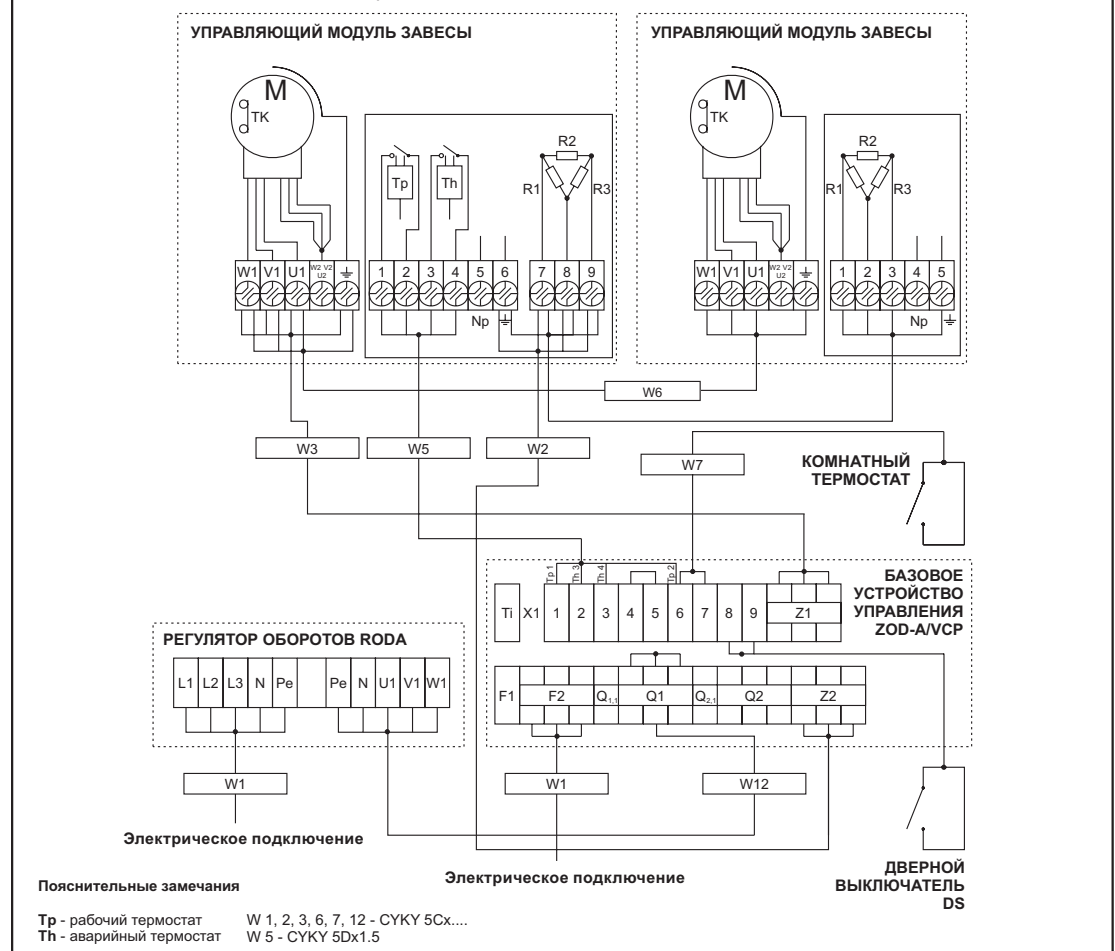 УПРАВЛЯЮЩИЙ МОДУЛЬ ЗАВЕСЫ
УПРАВЛЯЮЩИЙ МОДУЛЬ ЗАВЕСЫ
M
TK
M
TK
Tp
Th
R2
R1
R3
R2
R1
R3
W1 V1 U1 W2 V2 U2
1 2 3 4 5 6
7 8 9
W1 V1 U1 W2 V2 U2
1 2 3 4 5
Np
Np
W6
W3
W5
W2
W7
КОМНАТНЫЙ
ТЕРМОСТАТ
Tp 1
Th 3
Th 4
Tp 2
Ti X1 1 2 3 4 5 6 7 8 9 Z1
БАЗОВОЕ
УСТРОЙСТВО
УПРАВЛЕНИЯ
ZOD-A/VCP
РЕГУЛЯТОР ОБОРОТОВ RODA
L1 L2 L3 N Pe Pe N U1 V1 W1
F1 F2 Q1,1 Q1 Q2,1 Q2 Z2
W1
W1
W12
Электрическое подключение
Электрическое подключение
ДВЕРНОЙ
ВЫКЛЮЧАТЕЛЬ
DS
Пояснительные замечания
Tp - рабочий термостат W 1, 2, 3, 6, 7, 12 - CYKY 5Cx....
Th - аварийный термостат W 5 - CYKY 5Dx1.5